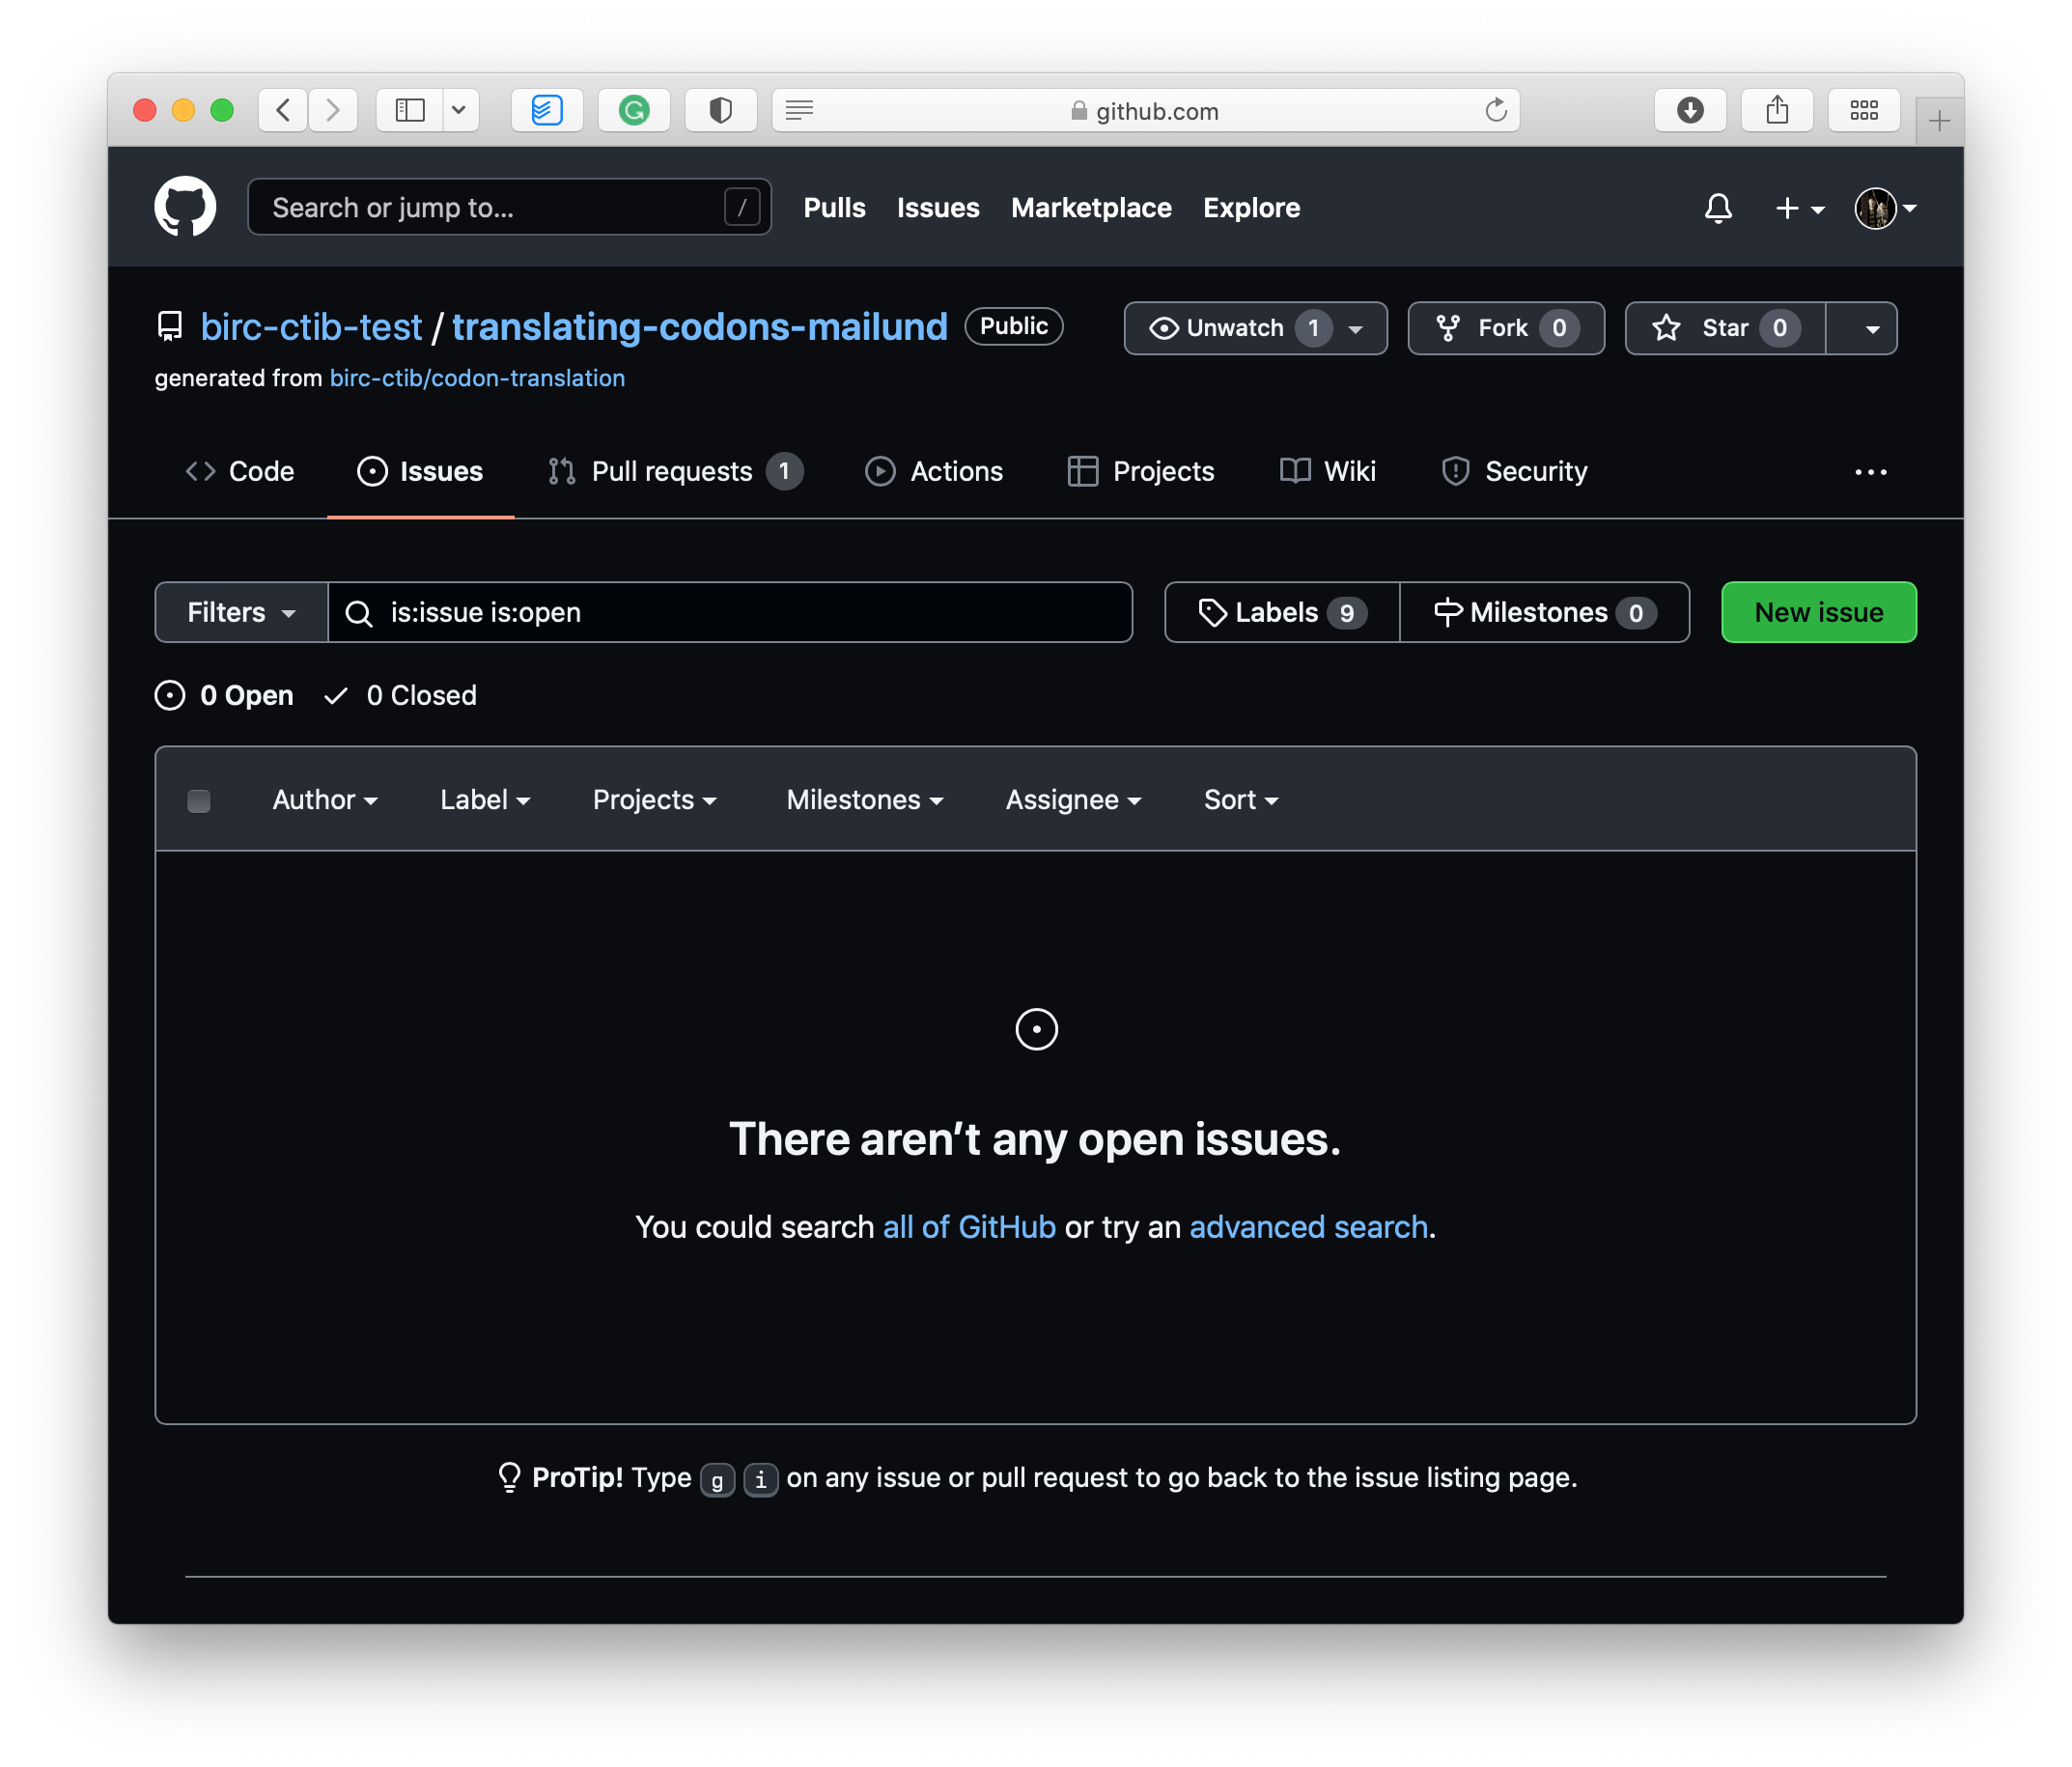 github.com
Search or jump to... / Pulls Issues Marketplace Explore
birc-ctib-test / translating-codons-mailund Public Unwatch 1 Fork 0 Star 0
generated from birc-ctib/codon-translation
Code Issues Pull requests 1 Actions Projects Wiki Security
Filters is:issue is:open Labels 9 Milestones 0 New issue
0 Open 0 Closed
Author Label Projects Milestones Assignee Sort
There aren’t any open issues.
You could search all of GitHub or try an advanced search.
ProTip! Type g i on any issue or pull request to go back to the issue listing page.